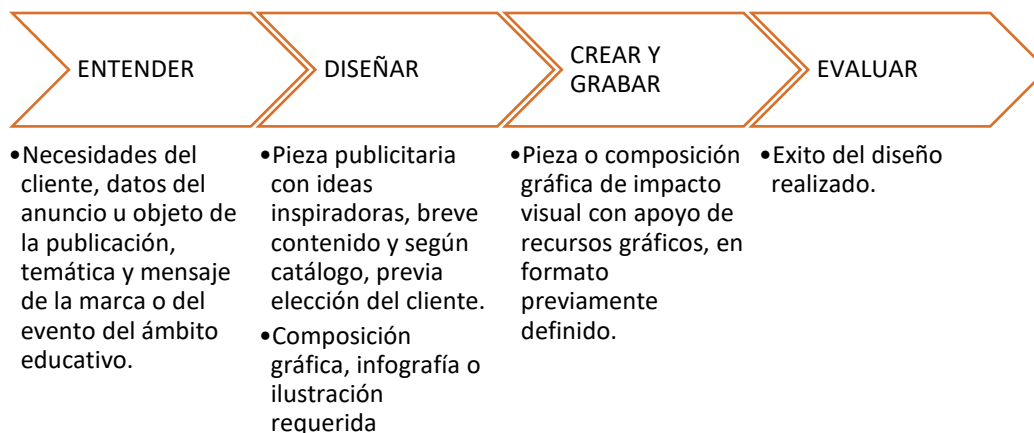 ENTENDER
•Necesidades del
cliente, datos del
anuncio u objeto de
la publicación,
temática y mensaje
de la marca o del
evento del ámbito
educativo.
DISEÑAR
•Pieza publicitaria
con ideas
inspiradoras, breve
contenido y según
catálogo, previa
elección del cliente.
•Composición
gráfica, infografía o
ilustración
requerida
CREAR Y
GRABAR
•Pieza o composición
gráfica de impacto
visual con apoyo de
recursos gráficos, en
formato
previamente
definido.
EVALUAR
•Exito del diseño
realizado.